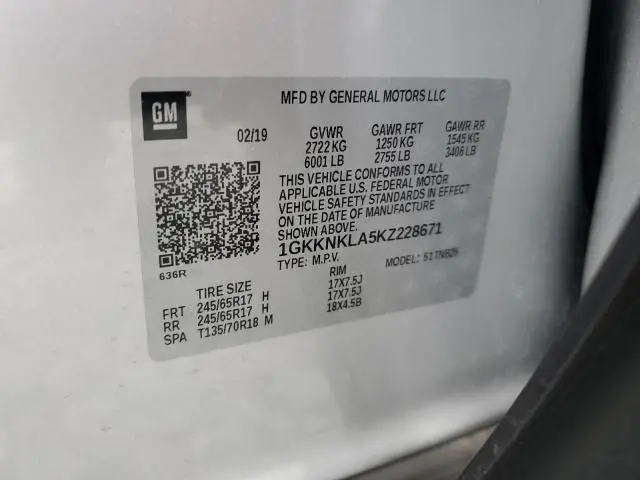 MFD BY GENERAL MOTORS LLC
GM
02/19 GVWR GAWR FRT GAWR RR
2722 KG 1250 KG 1545 KG
6001 LB 2755 LB 3406 LB
THIS VEHICLE CONFORMS TO ALL
APPLICABLE U.S. FEDERAL MOTOR
VEHICLE SAFETY STANDARDS IN EFFECT
ON THE DATE OF MANUFACTURE
SHOWN ABOVE.
1GKKNKLA5KZ228671
TYPE: M.P.V. MODEL:
636R
TIRE SIZE RIM
FRT 245/65R17 H 17X7.5J
RR 245/65R17 H 17X7.5J
SPA T135/70R18 M 18X4.5B